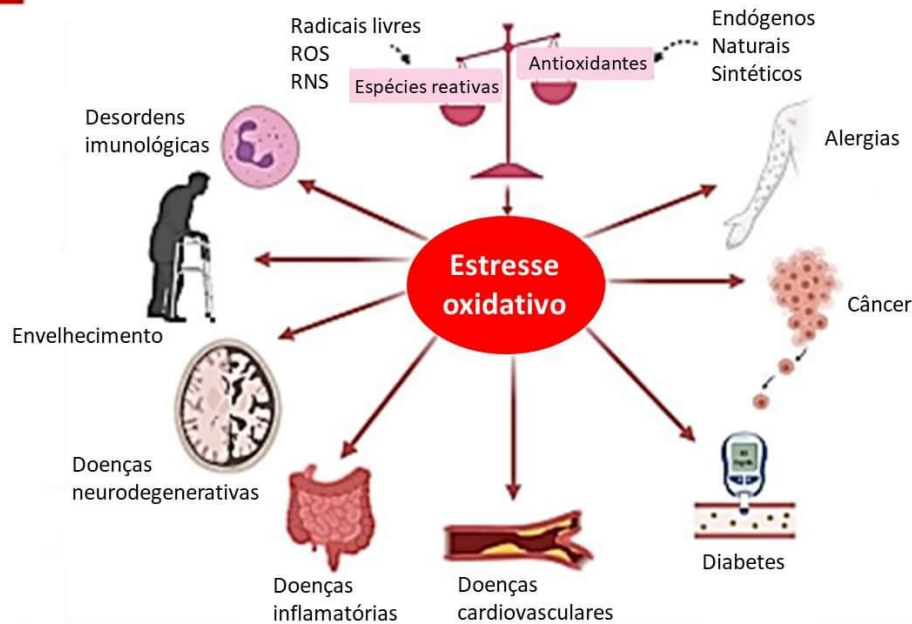 Radicais livres
ROS
RNS
Espécies reativas
Antioxidantes
Endógenos
Naturais
Sintéticos
Desordens
imunológicas
Alergias
Estresse
oxidativo
Câncer
Envelhecimento
Doenças
neurodegenerativas
Diabetes
Doenças
inflamatórias
Doenças
cardiovasculares